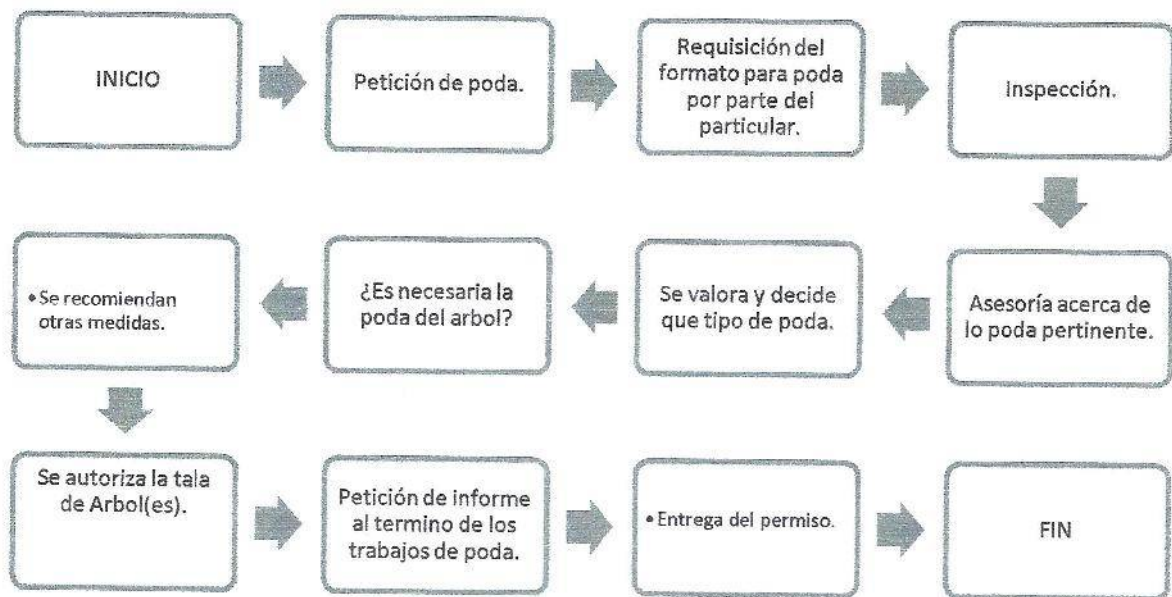 INICIO
Petición de poda.
Requisición del
formato para poda
por parte del
particular.
Inspección.
Asesoría acerca de
lo poda pertinente.
Se valora y decide
que tipo de poda.
¿Es necesaria la
poda del arbol?
• Se recomiendan
otras medidas.
Se autoriza la tala
de Arbol(es).
Petición de informe
al termino de los
trabajos de poda.
• Entrega del permiso.
FIN